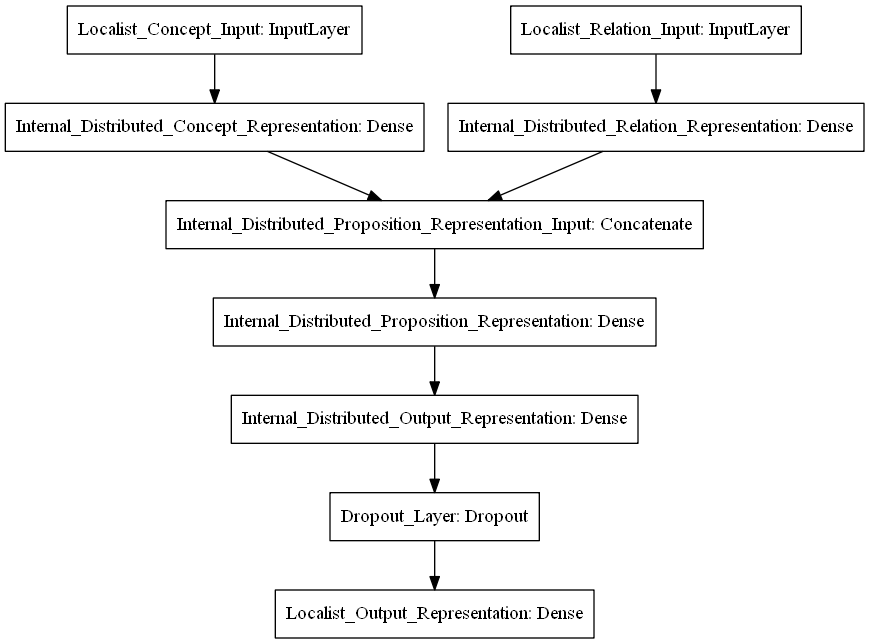 Localist_Concept_Input: InputLayer
Localist_Relation_Input: InputLayer
Internal_Distributed_Concept_Representation: Dense
Internal_Distributed_Relation_Representation: Dense
Internal_Distributed_Proposition_Representation_Input: Concatenate
Internal_Distributed_Proposition_Representation: Dense
Internal_Distributed_Output_Representation: Dense
Dropout_Layer: Dropout
Localist_Output_Representation: Dense